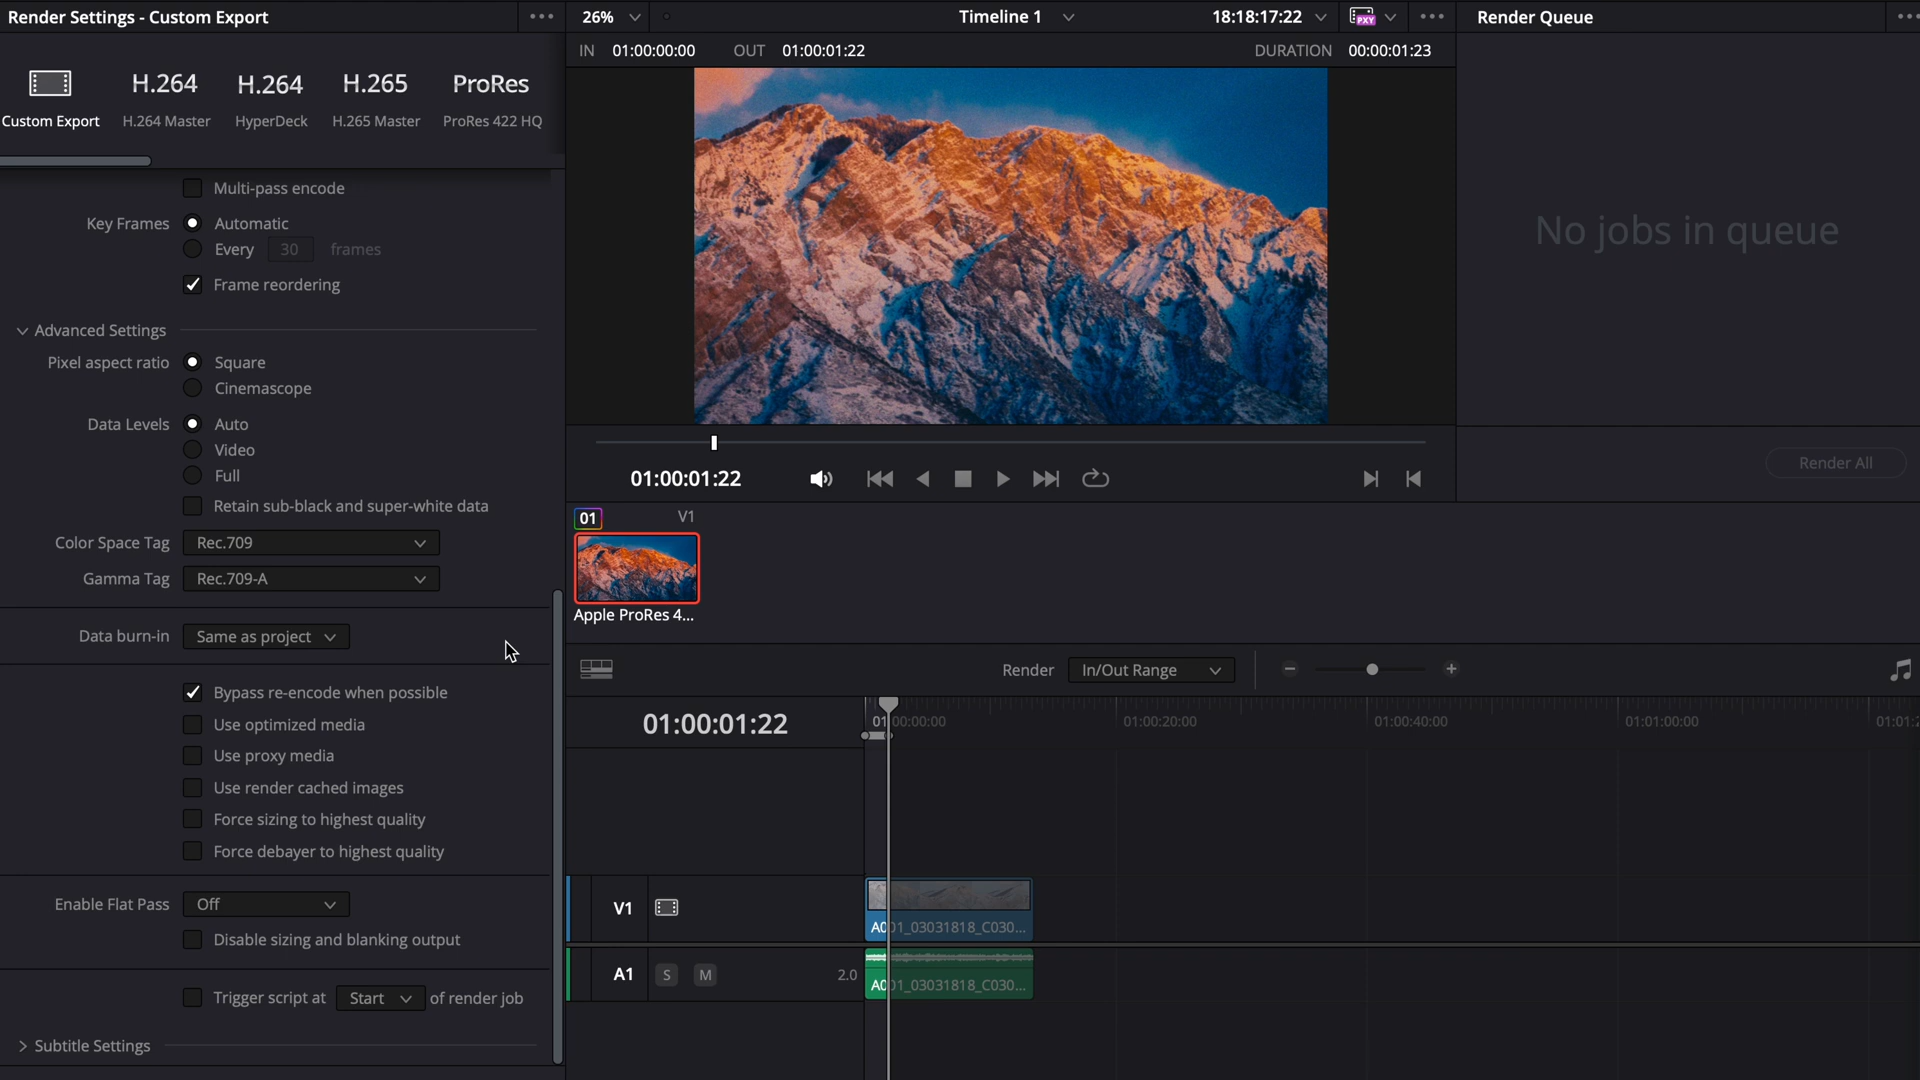 Render Settings - Custom Export
26%
Timeline 1
18:18:17:22
PXY
Render Queue
IN 01:00:00:00 OUT 01:00:01:22
DURATION 00:00:01:23
H.264 H.264 H.265 ProRes
Custom Export H.264 Master HyperDeck H.265 Master ProRes 422 HQ
Multi-pass encode
Key Frames Automatic
Every 30 frames
Frame reordering
Advanced Settings
Pixel aspect ratio Square
Cinemascope
Data Levels Auto
Video
Full
Retain sub-black and super-white data
Color Space Tag Rec.709
Gamma Tag Rec.709-A
Data burn-in Same as project
Bypass re-encode when possible
Use optimized media
Use proxy media
Use render cached images
Force sizing to highest quality
Force debayer to highest quality
Enable Flat Pass Off
Disable sizing and blanking output
Trigger script at Start of render job
Subtitle Settings
01:00:01:22
01 V1
Apple ProRes 4...
Render In/Out Range
01:00:01:22
01:00:00:00 01:00:20:00 01:00:40:00 01:01:00:00 01:01:2
V1
A001_03031818_C030...
A1 S M 2.0
A001_03031818_C030...
No jobs in queue
Render All